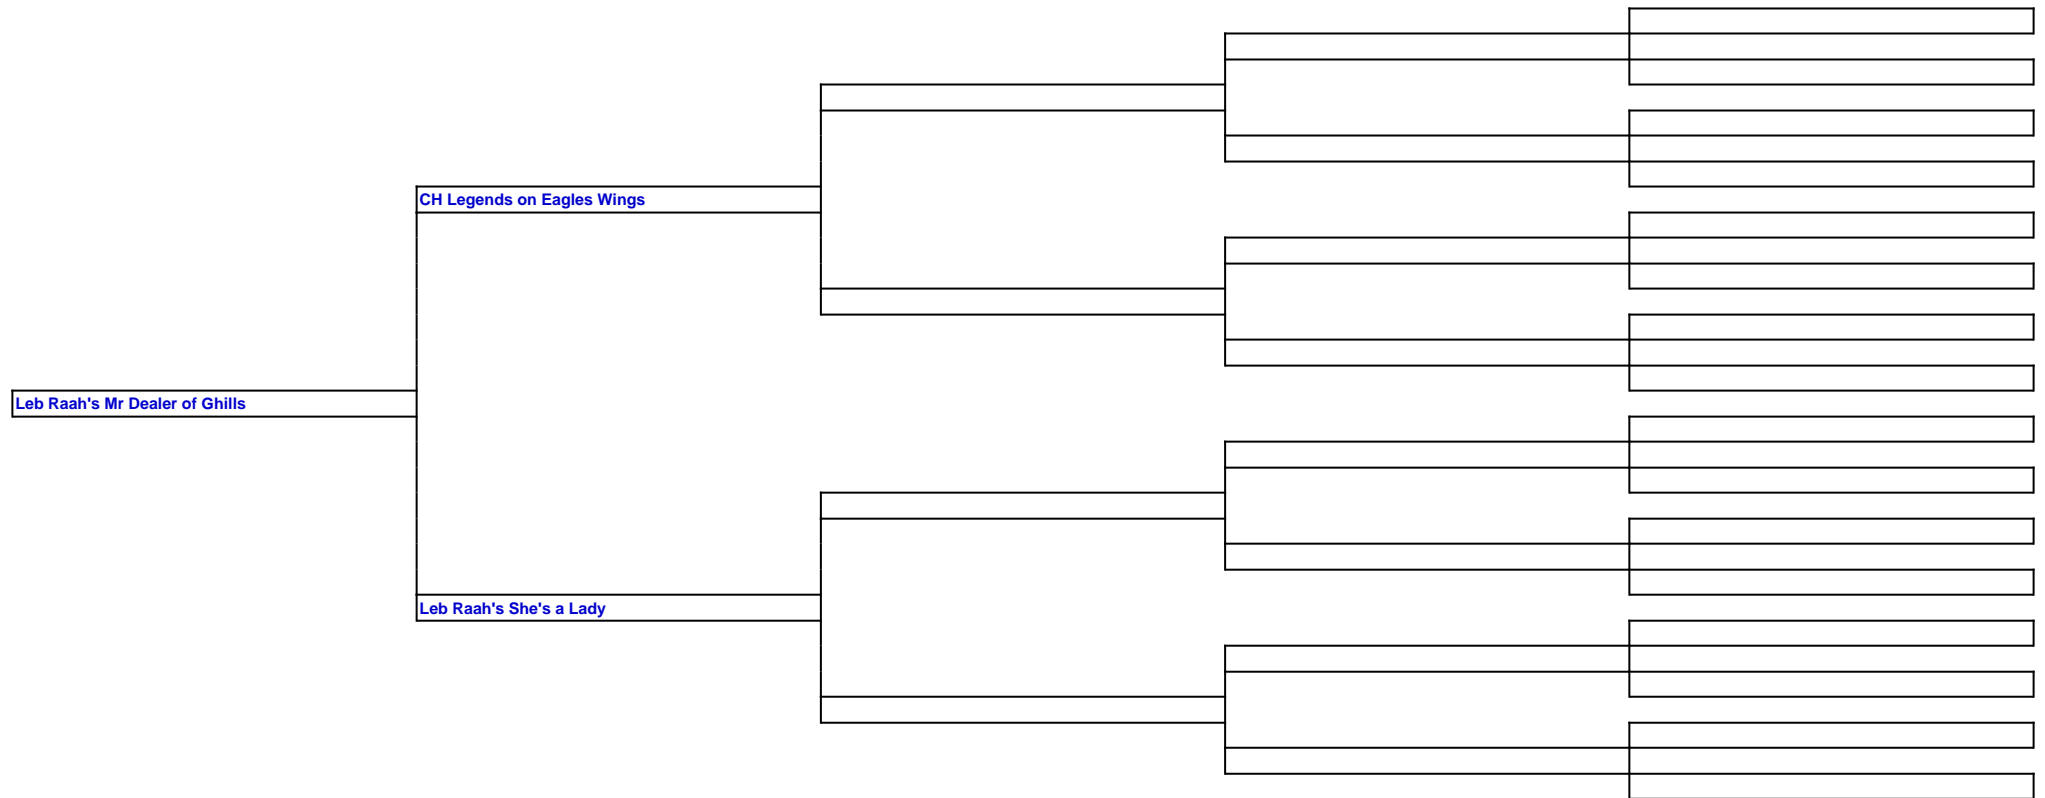 CH Legends on Eagles Wings
Leb Raah's Mr Dealer of Ghills
Leb Raah's She's a Lady